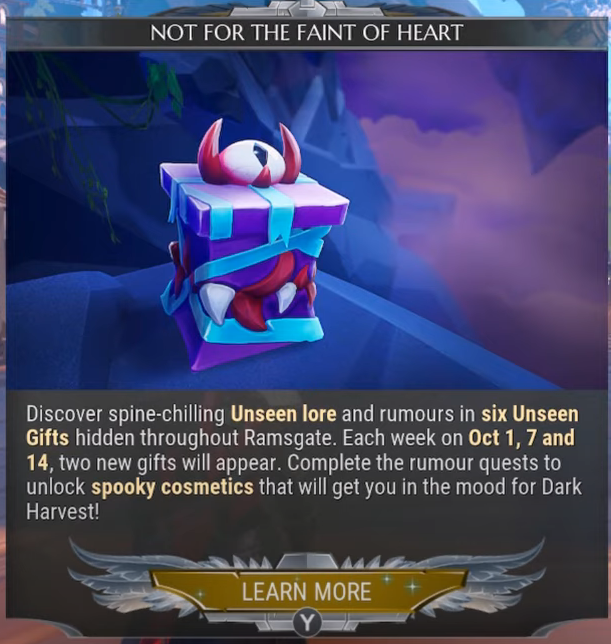 NOT FOR THE FAINT OF HEART
Discover spine-chilling Unseen lore and rumours in six Unseen
Gifts hidden throughout Ramsgate. Each week on Oct 1, 7 and
14, two new gifts will appear. Complete the rumour quests to
unlock spooky cosmetics that will get you in the mood for Dark
Harvest!
LEARN MORE
Y